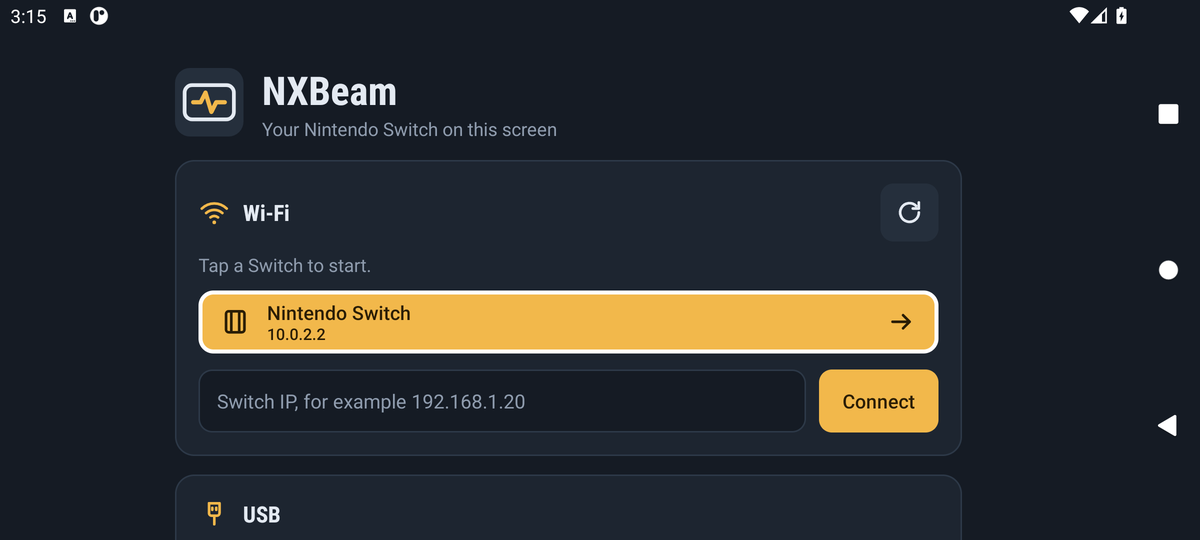 3:15
NXBeam
Your Nintendo Switch on this screen
Wi-Fi
Tap a Switch to start.
Nintendo Switch
10.0.2.2
Switch IP, for example 192.168.1.20
Connect
USB